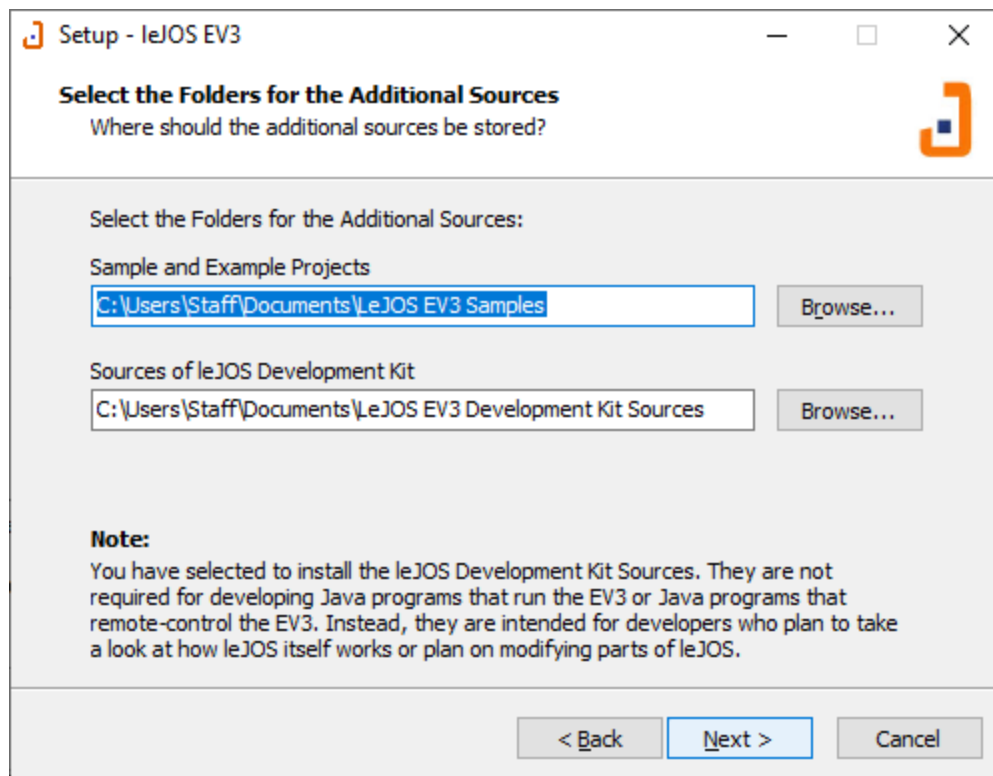 Setup - leJOS EV3
Select the Folders for the Additional Sources
Where should the additional sources be stored?
Select the Folders for the Additional Sources:
Sample and Example Projects
C:\Users\Staff\Documents\LeJOS EV3 Samples
Browse...
Sources of leJOS Development Kit
C:\Users\Staff\Documents\LeJOS EV3 Development Kit Sources
Browse...
Note:
You have selected to install the leJOS Development Kit Sources. They are not
required for developing Java programs that run the EV3 or Java programs that
remote-control the EV3. Instead, they are intended for developers who plan to take
a look at how leJOS itself works or plan on modifying parts of leJOS.
< Back
Next >
Cancel